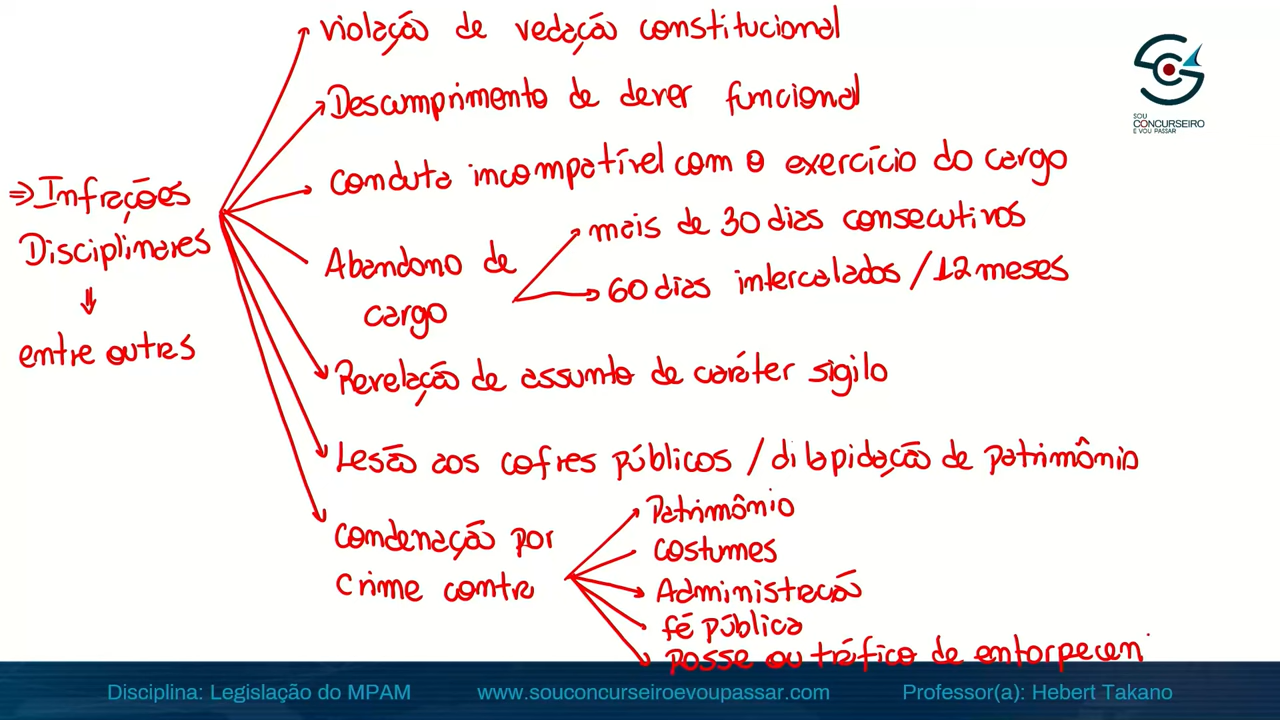 violação de vedação constitucional
Descumprimento de dever funcional
conduta incompatível com o exercício do cargo
⇒ Infrações
Disciplinares
entre outras
Abandono de
cargo
mais de 30 dias consecutivos
60 dias intercalados / 12 meses
Revelação de assunto de caráter sigilo
Lesão aos cofres públicos / dilapidação de patrimônio
condenação por
crime contra
Patrimônio
costumes
Administração
fé pública
posse ou tráfico de entorpecen
SOU
CONCURSEIRO
E VOU PASSAR
Disciplina: Legislação do MPAM www.souconcurseiroevoupassar.com Professor(a): Hebert Takano